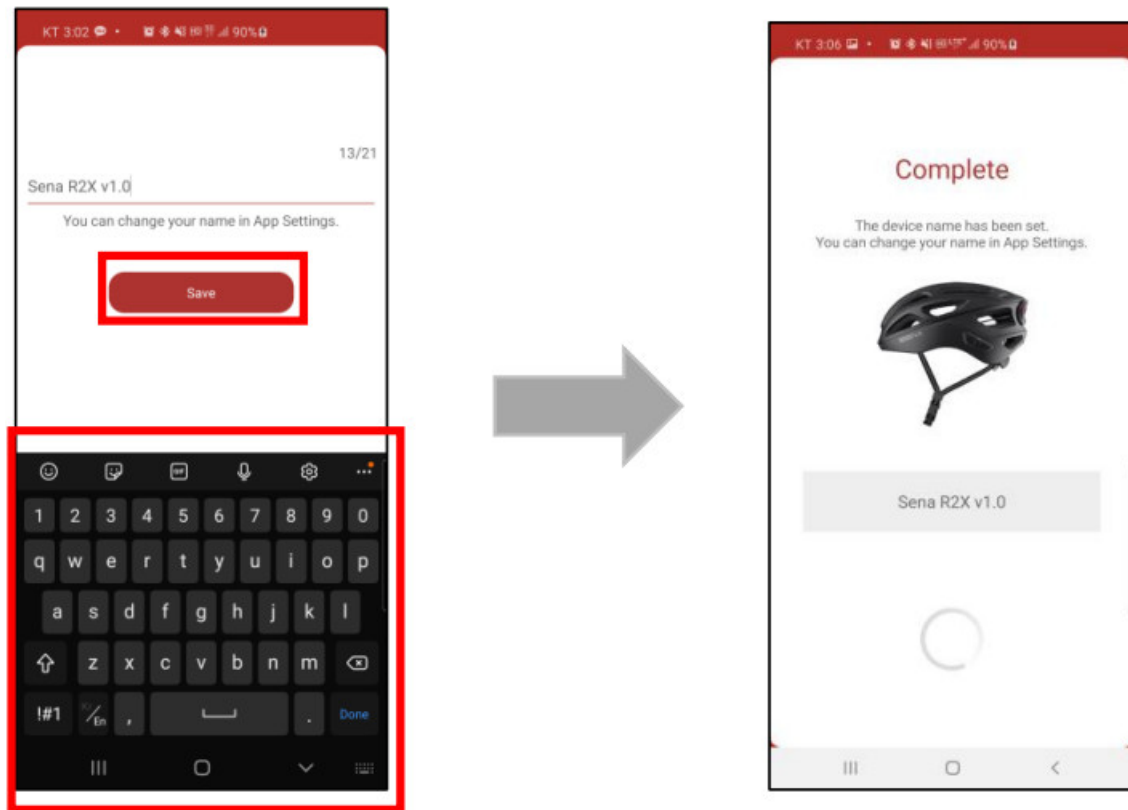 KT 3:02
90%
13/21
Sena R2X v1.0
You can change your name in App Settings.
Save
GIF
1 2 3 4 5 6 7 8 9 0
q w e r t y u i o p
a s d f g h j k l
z x c v b n m
!#1 /En , . Done
KT 3:06
90%
Complete
The device name has been set.
You can change your name in App Settings.
Sena R2X v1.0